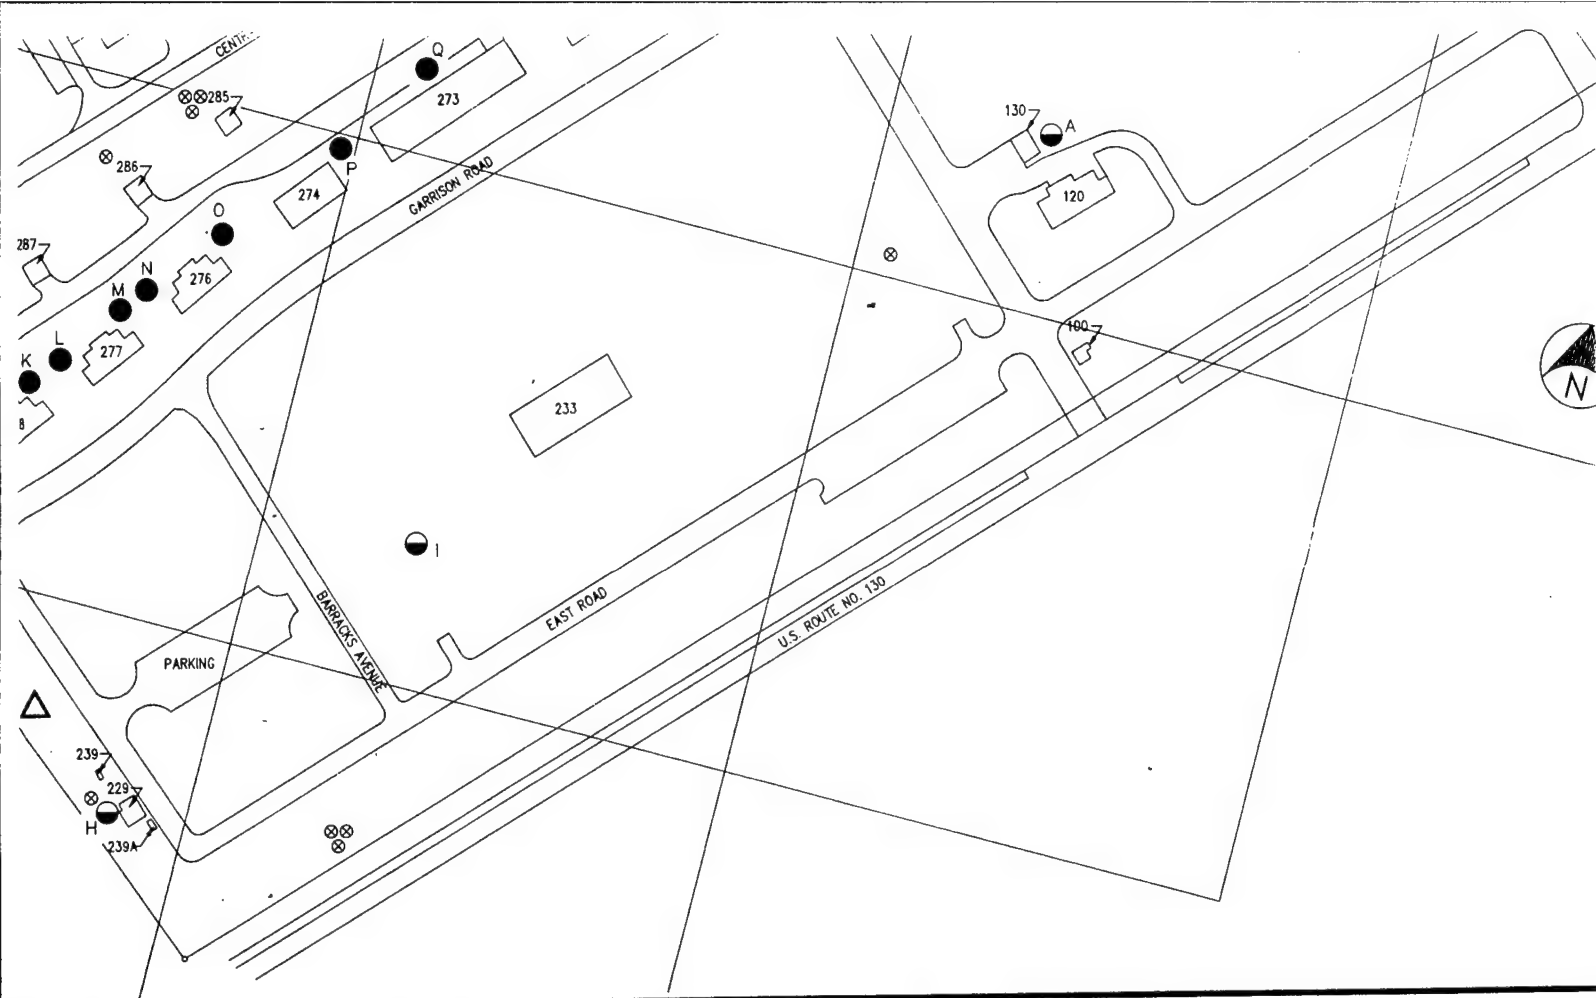 CENTR
Q
285
273
130
A
286
P
274
GARRISON ROAD
120
O
287
276
N
M
L
100
277
K
8
N
233
I
BARRACKS AVENUE
EAST ROAD
U.S. ROUTE NO. 130
PARKING
239
229
H
239A